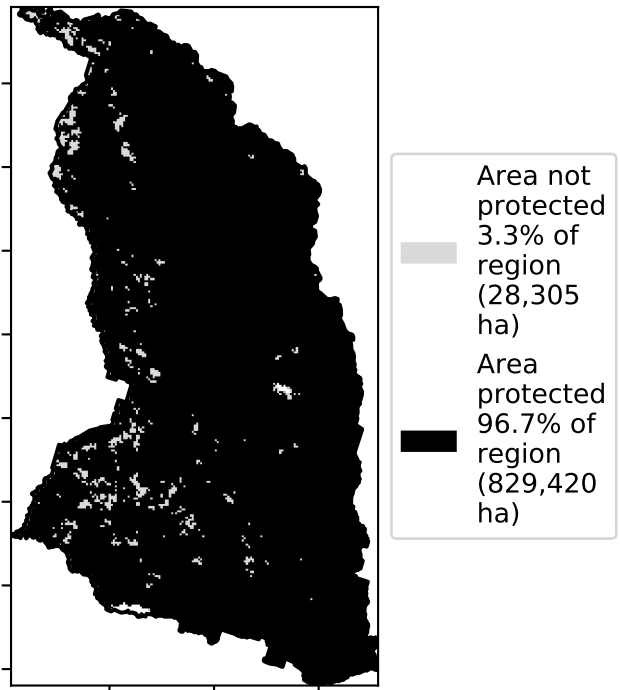 Area not
protected
3.3% of
region
(28,305
ha)
Area
protected
96.7% of
region
(829,420
ha)